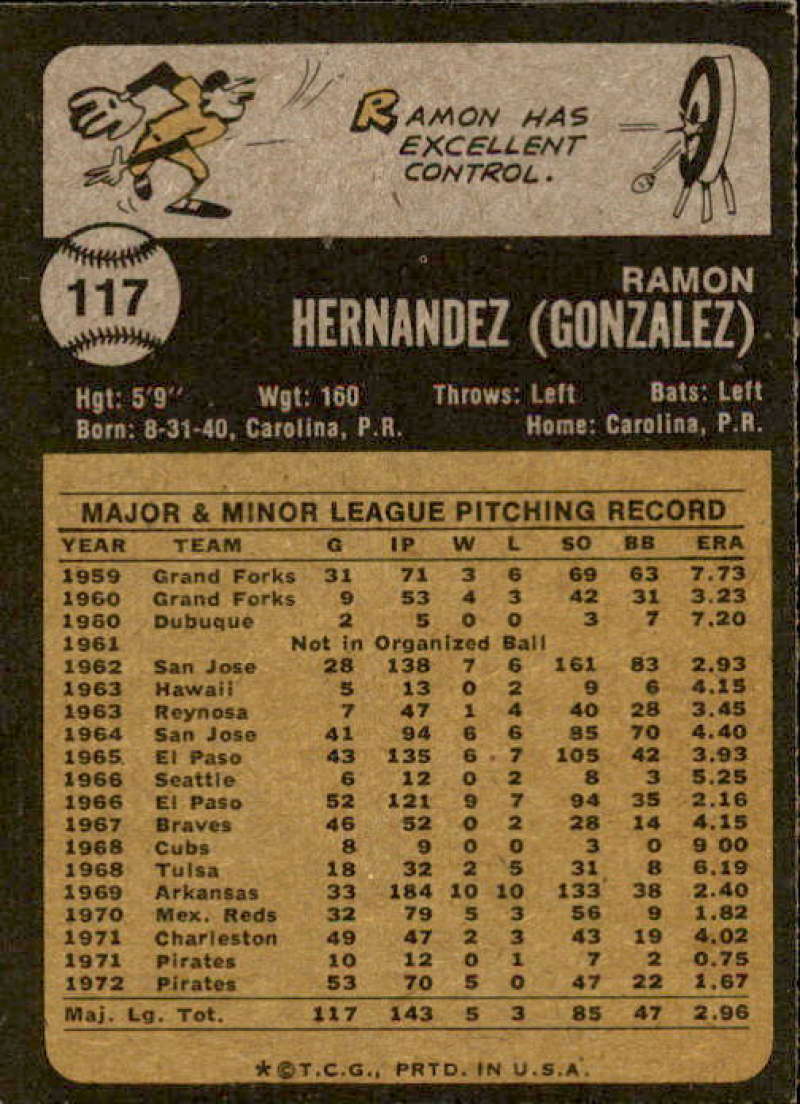 RAMON HAS
EXCELLENT
CONTROL.
117
RAMON
HERNANDEZ (GONZALEZ)
Hgt: 5'9" Wgt: 160 Throws: Left Bats: Left
Born: 8-31-40, Carolina, P.R. Home: Carolina, P.R.
MAJOR & MINOR LEAGUE PITCHING RECORD
YEAR TEAM G IP W L SO BB ERA
1959 Grand Forks 31 71 3 6 69 63 7.73
1960 Grand Forks 9 53 4 3 42 31 3.23
1960 Dubuque 2 5 0 0 3 7 7.20
1961 Not in Organized Ball
1962 San Jose 28 138 7 6 161 83 2.93
1963 Hawaii 5 13 0 2 9 6 4.15
1963 Reynosa 7 47 1 4 40 28 3.45
1964 San Jose 41 94 6 6 85 70 4.40
1965 El Paso 43 135 6 7 105 42 3.93
1966 Seattle 6 12 0 2 8 3 5.25
1966 El Paso 52 121 9 7 94 35 2.16
1967 Braves 46 52 0 2 28 14 4.15
1968 Cubs 8 9 0 0 3 0 9 00
1968 Tulsa 18 32 2 5 31 8 6.19
1969 Arkansas 33 184 10 10 133 38 2.40
1970 Mex. Reds 32 79 5 3 56 9 1.82
1971 Charleston 49 47 2 3 43 19 4.02
1971 Pirates 10 12 0 1 7 2 0.75
1972 Pirates 53 70 5 0 47 22 1.67
Maj. Lg. Tot. 117 143 5 3 85 47 2.96
*©T.C.G., PRTD. IN U.S.A.